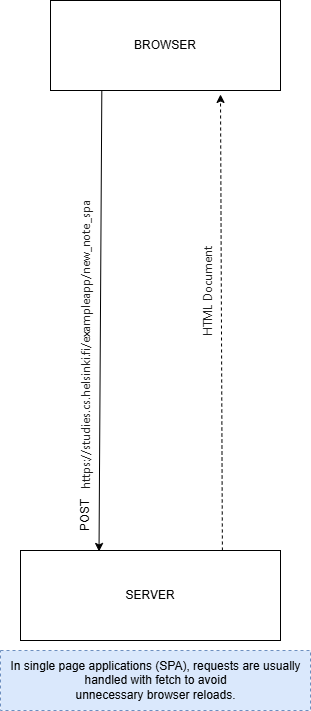 BROWSER
POST https://studies.cs.helsinki.fi/exampleapp/new_note_spa
HTML Document
SERVER
In single page applications (SPA), requests are usually
handled with fetch to avoid
unnecessary browser reloads.